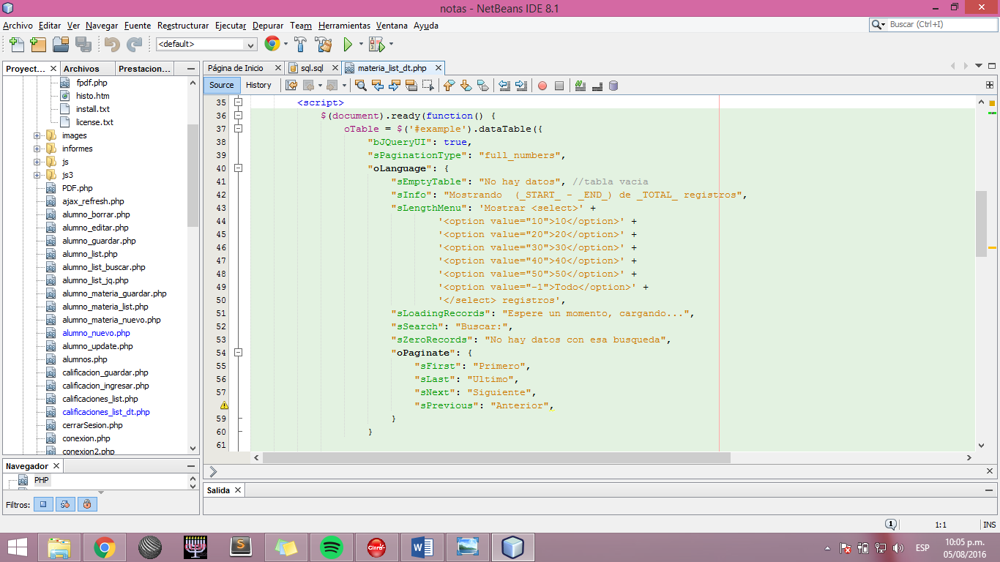 notas - NetBeans IDE 8.1
Archivo Editar Ver Navegar Fuente Reestructurar Ejecutar Depurar Team Herramientas Ventana Ayuda
Buscar (Ctrl+I)
<default>
Proyect... Archivos Prestacion...
fpdf.php
histo.htm
install.txt
license.txt
images
informes
js
js3
PDF.php
ajax_refresh.php
alumno_borrar.php
alumno_editar.php
alumno_guardar.php
alumno_list.php
alumno_list_buscar.php
alumno_list_jq.php
alumno_materia_guardar.php
alumno_materia_list.php
alumno_materia_nuevo.php
alumno_nuevo.php
alumno_update.php
alumnos.php
calificacion_guardar.php
calificacion_ingresar.php
calificaciones_list.php
calificaciones_list_dt.php
cerrarSesion.php
conexion.php
conexion2.php
Navegador
PHP
Filtros:
Página de Inicio sql.sql materia_list_dt.php
Source History
35 <script>
36 $(document).ready(function() {
37 oTable = $('#example').dataTable({
38 "bJQueryUI": true,
39 "sPaginationType": "full_numbers",
40 "oLanguage": {
41 "sEmptyTable": "No hay datos", //tabla vacia
42 "sInfo": "Mostrando  (_START_ - _END_) de _TOTAL_ registros",
43 "sLengthMenu": 'Mostrar <select>' +
44 '<option value="10">10</option>' +
45 '<option value="20">20</option>' +
46 '<option value="30">30</option>' +
47 '<option value="40">40</option>' +
48 '<option value="50">50</option>' +
49 '<option value="-1">Todo</option>' +
50 '</select> registros',
51 "sLoadingRecords": "Espere un momento, cargando...",
52 "sSearch": "Buscar:",
53 "sZeroRecords": "No hay datos con esa busqueda",
54 "oPaginate": {
55 "sFirst": "Primero",
56 "sLast": "Ultimo",
57 "sNext": "Siguiente",
"sPrevious": "Anterior",
59 }
60 }
61
Salida
1
1:1 INS
Claro
ESP
10:05 p.m.
05/08/2016